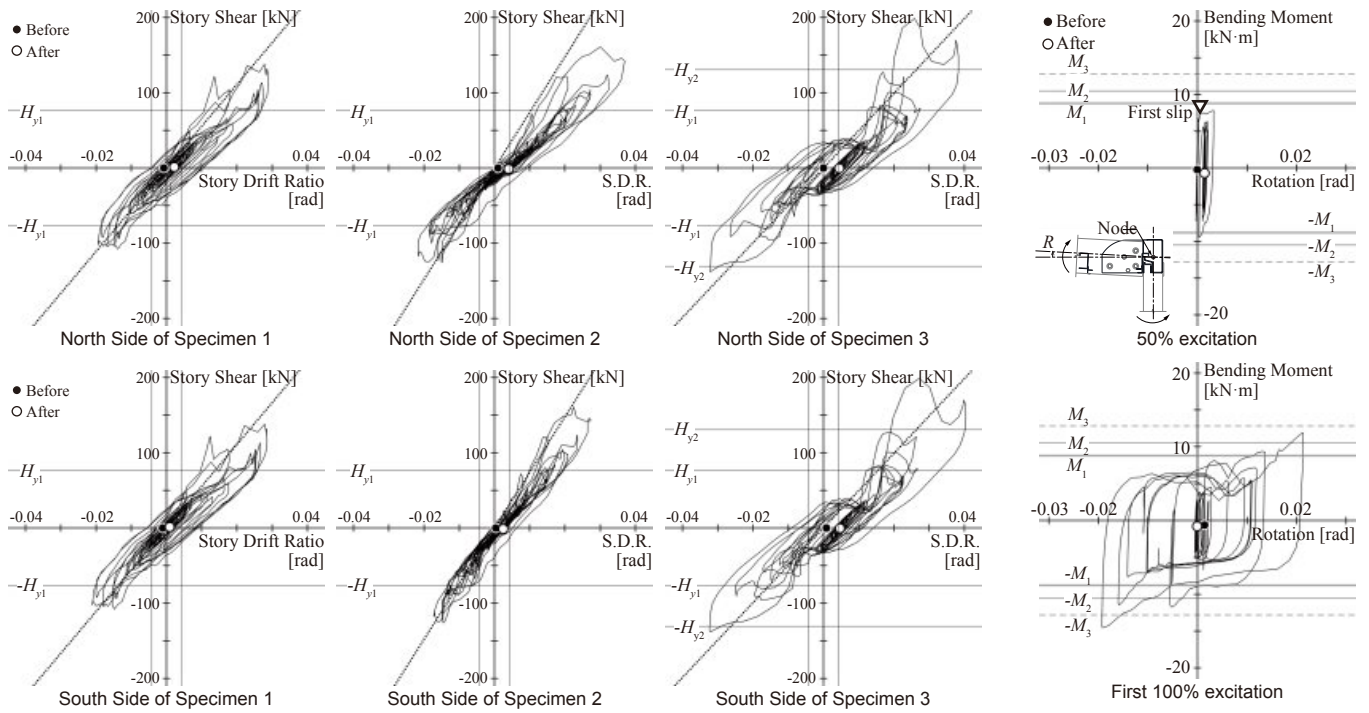 Story Shear [kN]
200
● Before
○ After
100
H_y1
-0.04
-0.02
0.04
Story Drift Ratio
[rad]
-H_y1
-100
-200
North Side of Specimen 1
Story Shear [kN]
200
100
H_y1
-0.04
-0.02
0.04
S.D.R.
[rad]
-H_y1
-100
-200
North Side of Specimen 2
Story Shear [kN]
200
H_y2
100
H_y1
-0.04
-0.02
0.04
S.D.R.
[rad]
-H_y1
-100
-H_y2
-200
North Side of Specimen 3
● Before
○ After
20
Bending Moment
[kN·m]
M_3
M_2
10
M_1
First slip
-0.03
-0.02
0.02
Rotation [rad]
Node
R
-M_1
-M_2
-M_3
-20
50% excitation
200
Story Shear [kN]
● Before
○ After
100
H_y1
-0.04
-0.02
0.04
Story Drift Ratio
[rad]
-H_y1
-100
-200
South Side of Specimen 1
200
Story Shear [kN]
100
H_y1
-0.04
-0.02
0.04
S.D.R.
[rad]
-H_y1
-100
-200
South Side of Specimen 2
Story Shear [kN]
200
H_y2
100
H_y1
-0.04
-0.02
0.04
S.D.R.
[rad]
-H_y1
-100
-H_y2
-200
South Side of Specimen 3
20
Bending Moment
[kN·m]
M_3
M_2
10
M_1
-0.03
-0.02
0.02
Rotation [rad]
-M_1
-M_2
-M_3
-20
First 100% excitation